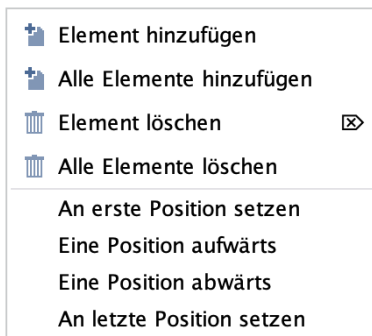 Element hinzufügen
Alle Elemente hinzufügen
Element löschen
Alle Elemente löschen
An erste Position setzen
Eine Position aufwärts
Eine Position abwärts
An letzte Position setzen